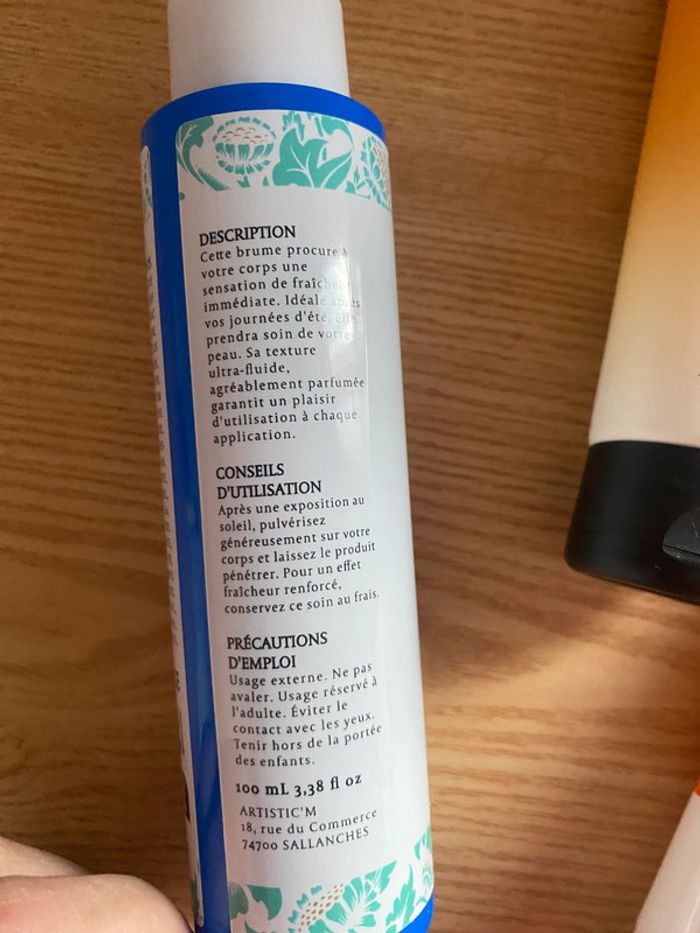 DESCRIPTION
Cette brume procure à
votre corps une
sensation de fraîcheur
immédiate. Idéale après
vos journées d'été, elle
prendra soin de votre
peau. Sa texture
ultra-fluide,
agréablement parfumée
garantit un plaisir
d'utilisation à chaque
application.
CONSEILS
D'UTILISATION
Après une exposition au
soleil, pulvérisez
généreusement sur votre
corps et laissez le produit
pénétrer. Pour un effet
fraîcheur renforcé,
conservez ce soin au frais.
PRÉCAUTIONS
D'EMPLOI
Usage externe. Ne pas
avaler. Usage réservé à
l'adulte. Éviter le
contact avec les yeux.
Tenir hors de la portée
des enfants.
100 mL 3,38 fl oz
ARTISTIC'M
18, rue du Commerce
74700 SALLANCHES